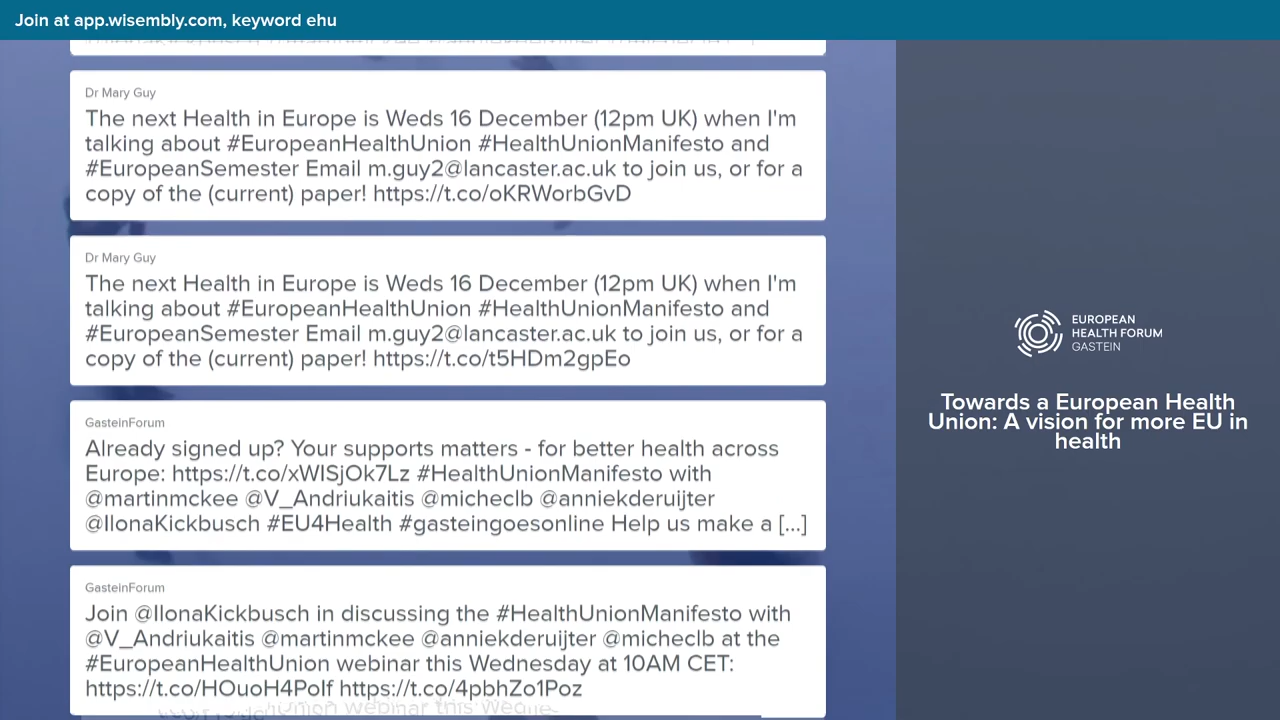 Join at app.wisembly.com, keyword ehu
Dr Mary Guy
The next Health in Europe is Weds 16 December (12pm UK) when I'm
talking about #EuropeanHealthUnion #HealthUnionManifesto and
#EuropeanSemester Email m.guy2@lancaster.ac.uk to join us, or for a
copy of the (current) paper! https://t.co/oKRWorbGvD
Dr Mary Guy
The next Health in Europe is Weds 16 December (12pm UK) when I'm
talking about #EuropeanHealthUnion #HealthUnionManifesto and
#EuropeanSemester Email m.guy2@lancaster.ac.uk to join us, or for a
copy of the (current) paper! https://t.co/t5HDm2gpEo
GasteinForum
Already signed up? Your supports matters - for better health across
Europe: https://t.co/xWISjOk7Lz #HealthUnionManifesto with
@martinmckee @V_Andriukaitis @micheclb @anniekderuijter
@IlonaKickbusch #EU4Health #gasteingoesonline Help us make a [...]
GasteinForum
Join @IlonaKickbusch in discussing the #HealthUnionManifesto with
@V_Andriukaitis @martinmckee @anniekderuijter @micheclb at the
#EuropeanHealthUnion webinar this Wednesday at 10AM CET:
https://t.co/HOuoH4PoIf https://t.co/4pbhZo1Poz
EUROPEAN
HEALTH FORUM
GASTEIN
Towards a European Health
Union: A vision for more EU in
health